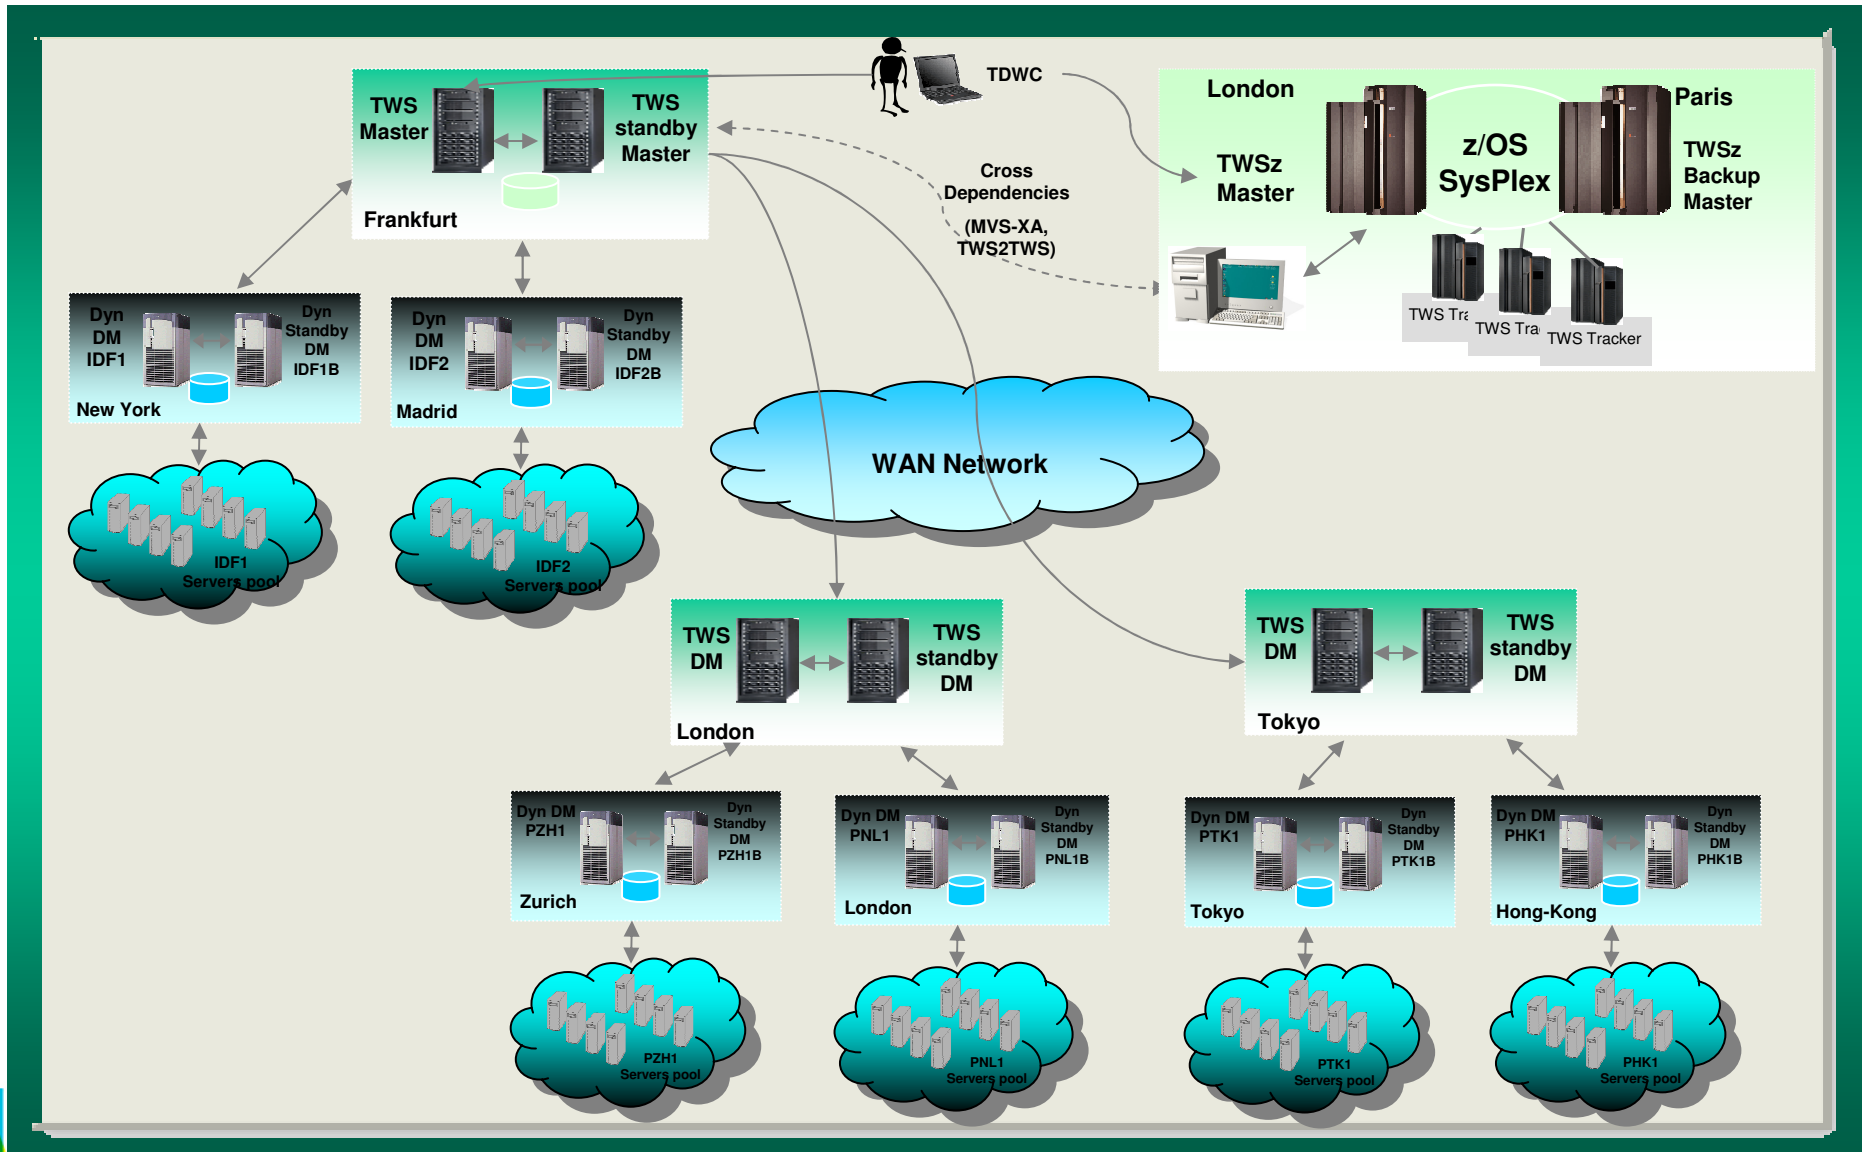 TDWC
TWS
Master
TWS
standby
Master
Frankfurt
London
Paris
z/OS
SysPlex
TWSz
Master
TWSz
Backup
Master
Cross
Dependencies
(MVS-XA,
TWS2TWS)
TWS Tra
TWS Tra
TWS Tracker
Dyn
DM
IDF1
Dyn
Standby
DM
IDF1B
New York
Dyn
DM
IDF2
Dyn
Standby
DM
IDF2B
Madrid
WAN Network
IDF1
Servers pool
IDF2
Servers pool
TWS
DM
TWS
standby
DM
London
TWS
DM
TWS
standby
DM
Tokyo
Dyn DM
PZH1
Dyn
Standby
DM
PZH1B
Zurich
Dyn DM
PNL1
Dyn
Standby
DM
PNL1B
London
Dyn DM
PTK1
Dyn
Standby
DM
PTK1B
Tokyo
Dyn DM
PHK1
Dyn
Standby
DM
PHK1B
Hong-Kong
PZH1
Servers pool
PNL1
Servers pool
PTK1
Servers pool
PHK1
Servers pool